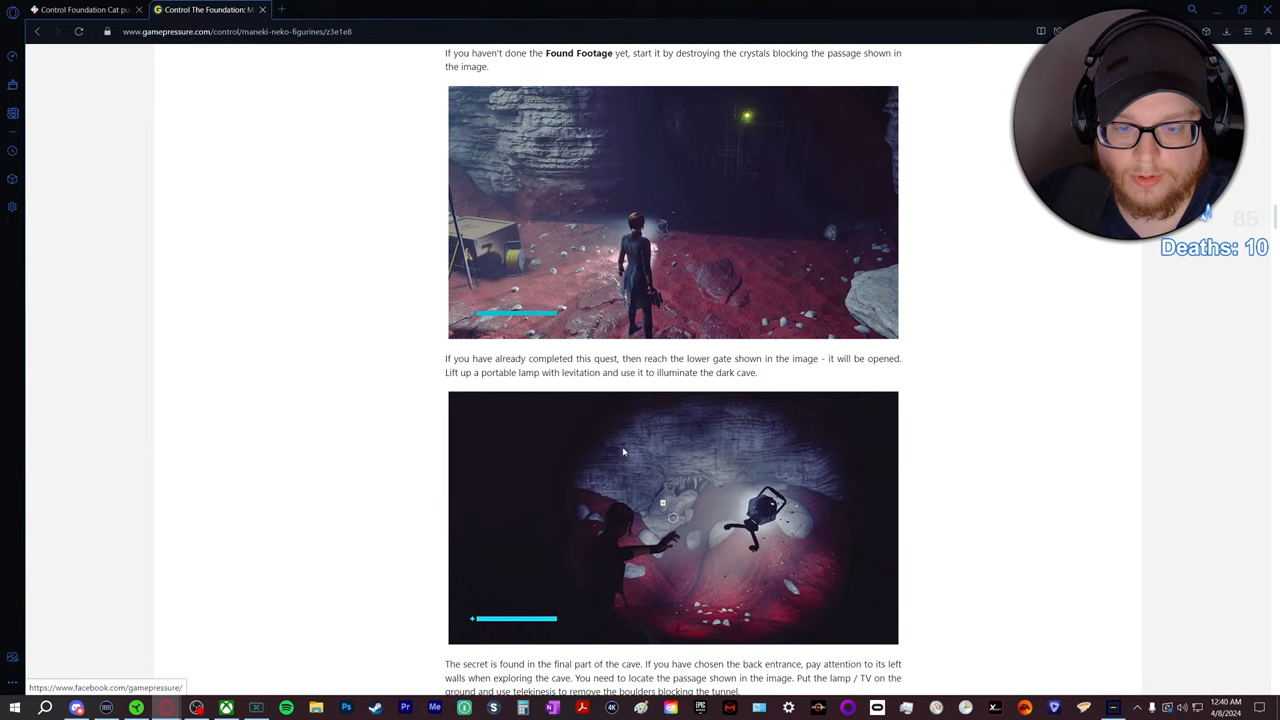 Control Foundation Cat pu
Control The Foundation: M
www.gamepressure.com/control/maneki-neko-figurines/z3e1e8
If you haven't done the Found Footage yet, start it by destroying the crystals blocking the passage shown in
the image.
85
Deaths: 10
If you have already completed this quest, then reach the lower gate shown in the image - it will be opened.
Lift up a portable lamp with levitation and use it to illuminate the dark cave.
The secret is found in the final part of the cave. If you have chosen the back entrance, pay attention to its left
walls when exploring the cave. You need to locate the passage shown in the image. Put the lamp / TV on the
ground and use telekinesis to remove the boulders blocking the tunnel.
https://www.facebook.com/gamepressure/
12:40 AM
4/8/2024